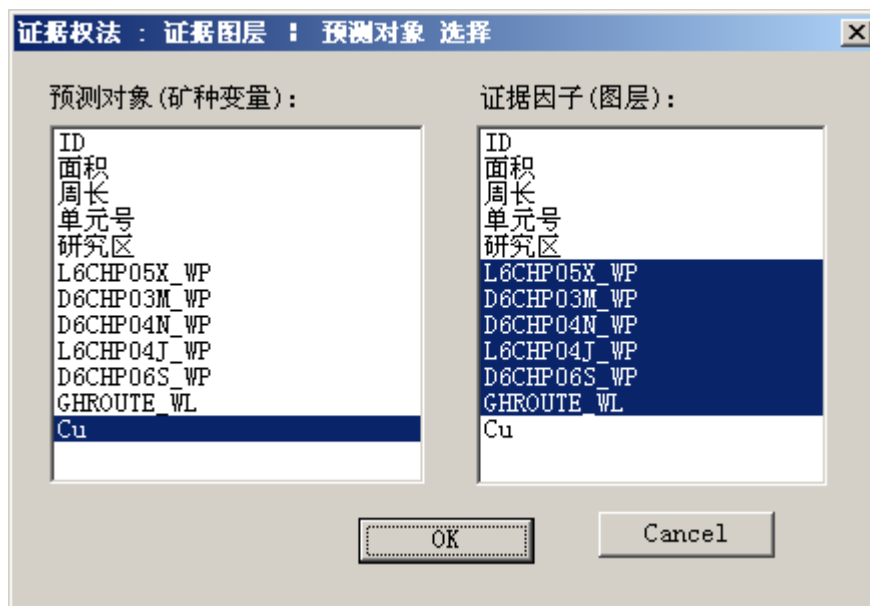 证据权法 : 证据图层 ! 预测对象 选择
预测对象(矿种变量):
ID
面积
周长
单元号
研究区
L6CHP05X_WP
D6CHP03M_WP
D6CHP04N_WP
L6CHP04J_WP
D6CHP06S_WP
GHROUTE_WL
Cu
证据因子(图层):
ID
面积
周长
单元号
研究区
L6CHP05X_WP
D6CHP03M_WP
D6CHP04N_WP
L6CHP04J_WP
D6CHP06S_WP
GHROUTE_WL
Cu
OK
Cancel